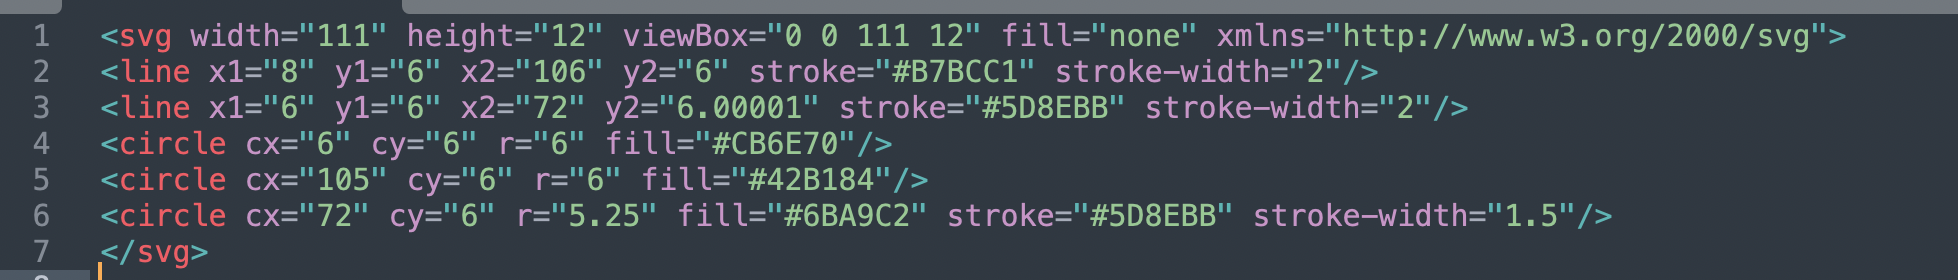 1 <svg width="111" height="12" viewBox="0 0 111 12" fill="none" xmlns="http://www.w3.org/2000/svg">
2 <line x1="8" y1="6" x2="106" y2="6" stroke="#B7BCC1" stroke-width="2"/>
3 <line x1="6" y1="6" x2="72" y2="6.00001" stroke="#5D8EBB" stroke-width="2"/>
4 <circle cx="6" cy="6" r="6" fill="#CB6E70"/>
5 <circle cx="105" cy="6" r="6" fill="#42B184"/>
6 <circle cx="72" cy="6" r="5.25" fill="#6BA9C2" stroke="#5D8EBB" stroke-width="1.5"/>
7 </svg>